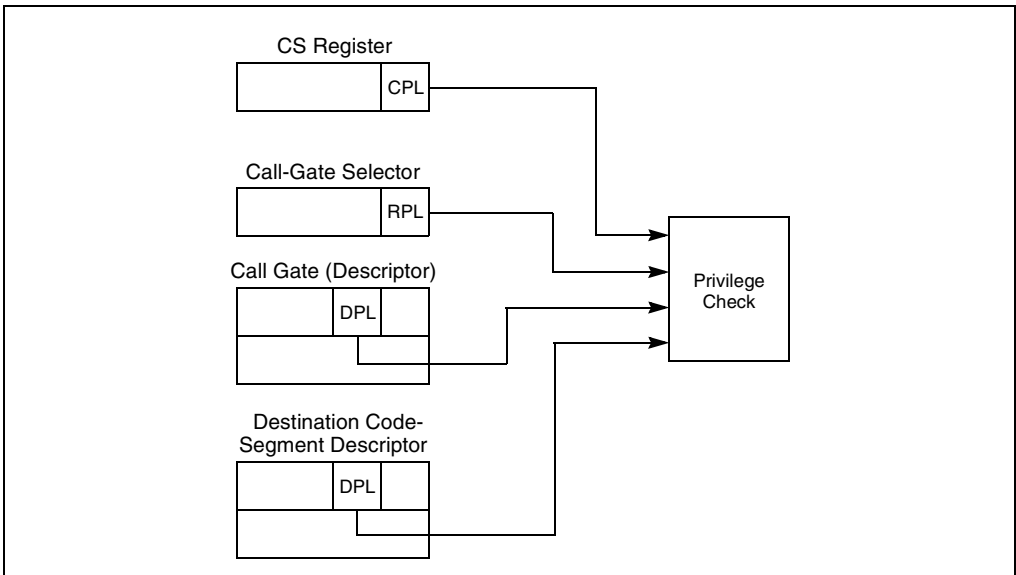 CS Register
CPL
Call-Gate Selector
RPL
Call Gate (Descriptor)
DPL
Privilege
Check
Destination Code-
Segment Descriptor
DPL